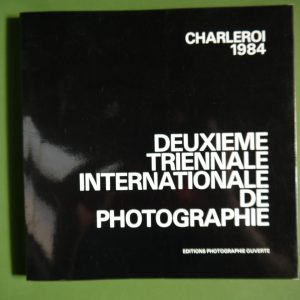 CHARLEROI
1984
DEUXIEME
TRIENNALE
INTERNATIONALE
DE
PHOTOGRAPHIE
EDITIONS PHOTOGRAPHIE OUVERTE